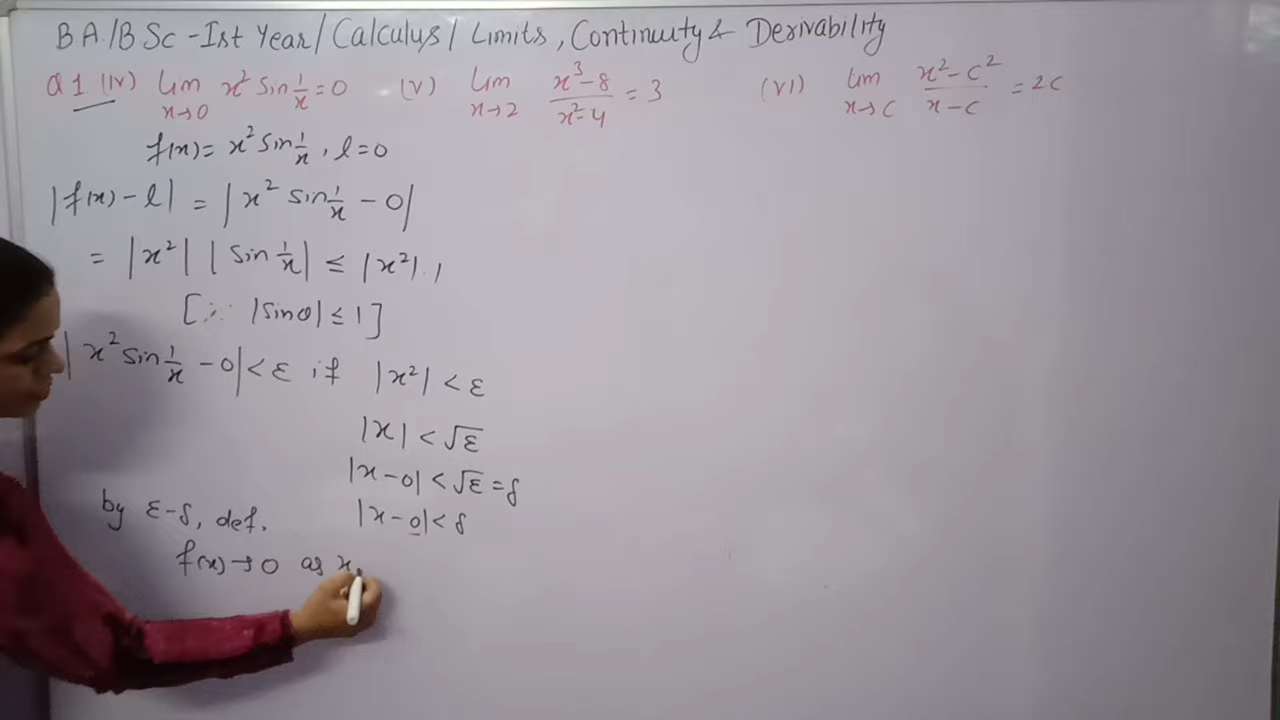 B.A./B Sc - Ist Year / Calculus / Limits, Continuity & Derivability
Q1 (iv) lim x→0 x² Sin 1/x = 0 (v) lim x→2 x³-8 / x²-4 = 3 (vi) lim x→c x²-c² / x-c = 2c
f(x) = x² Sin 1/x, l=0
|f(x) - l| = |x² Sin 1/x - 0|
= |x²| |Sin 1/x| ≤ |x²|.1
[∵ |Sinθ| ≤ 1]
|x² Sin 1/x - 0| < ε if |x²| < ε
|x| < √ε
|x-0| < √ε = δ
by ε-δ, def. |x-0| < δ
f(x) → 0 as x